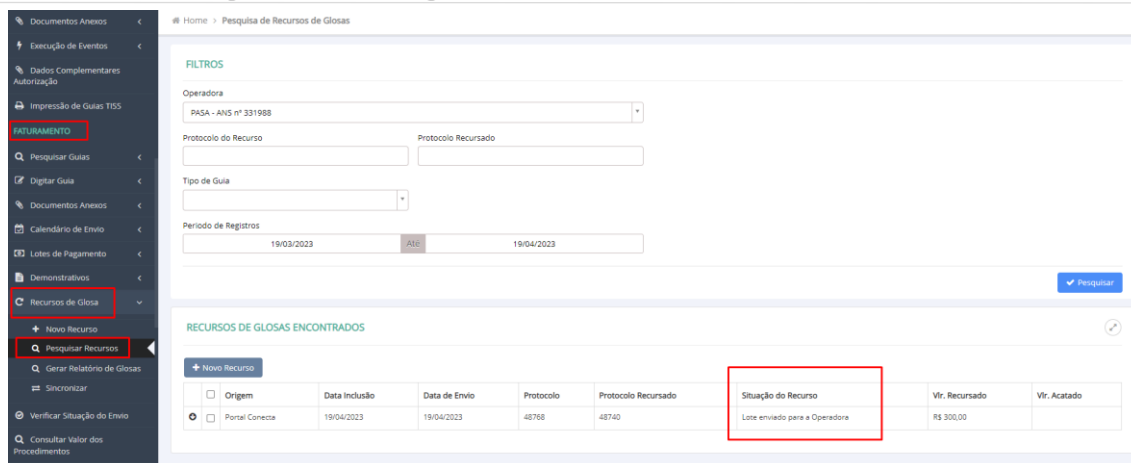 Documentos Anexos
Execução de Eventos
Dados Complementares
Autorização
Impressão de Guias TISS
FATURAMENTO
Pesquisar Guias
Digitar Guia
Documentos Anexos
Calendário de Envio
Lotes de Pagamento
Demonstrativos
Recursos de Glosa
Novo Recurso
Pesquisar Recursos
Gerar Relatório de Glosas
Sincronizar
Verificar Situação do Envio
Consultar Valor dos
Procedimentos
Home > Pesquisa de Recursos de Glosas
FILTROS
Operadora
PASA - ANS nº 331988
Protocolo do Recurso Protocolo Recursado
Tipo de Guia
Periodo de Registros
19/03/2023 Até 19/04/2023
Pesquisar
RECURSOS DE GLOSAS ENCONTRADOS
+ Novo Recurso
Origem Data Inclusão Data de Envio Protocolo Protocolo Recursado Situação do Recurso Vlr. Recursado Vlr. Acatado
Portal Conecta 19/04/2023 19/04/2023 48768 48740 Lote enviado para a Operadora R$ 300,00